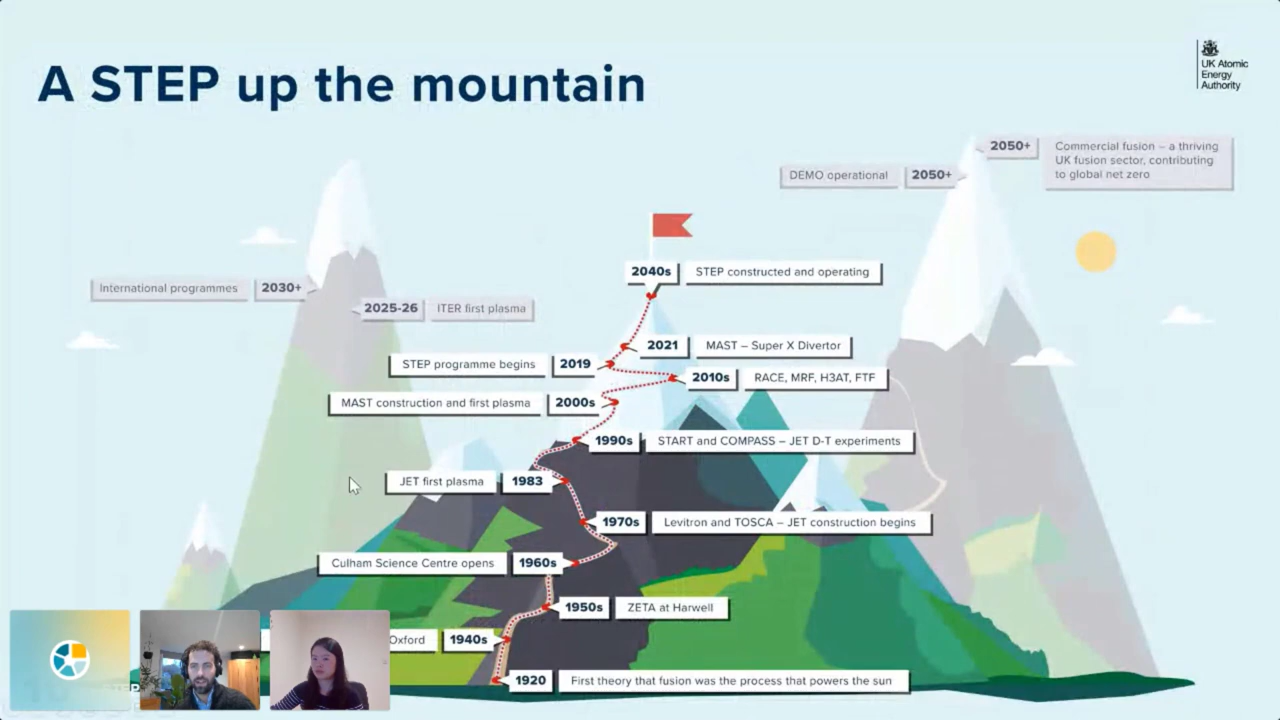 A STEP up the mountain
UK Atomic
Energy
Authority
2050+
Commercial fusion – a thriving
UK fusion sector, contributing
to global net zero
DEMO operational
2050+
2040s
STEP constructed and operating
International programmes
2030+
2025-26
ITER first plasma
2021
MAST – Super X Divertor
STEP programme begins
2019
2010s
RACE, MRF, H3AT, FTF
MAST construction and first plasma
2000s
1990s
START and COMPASS – JET D-T experiments
JET first plasma
1983
1970s
Levitron and TOSCA – JET construction begins
Culham Science Centre opens
1960s
1950s
ZETA at Harwell
Oxford
1940s
1920
First theory that fusion was the process that powers the sun